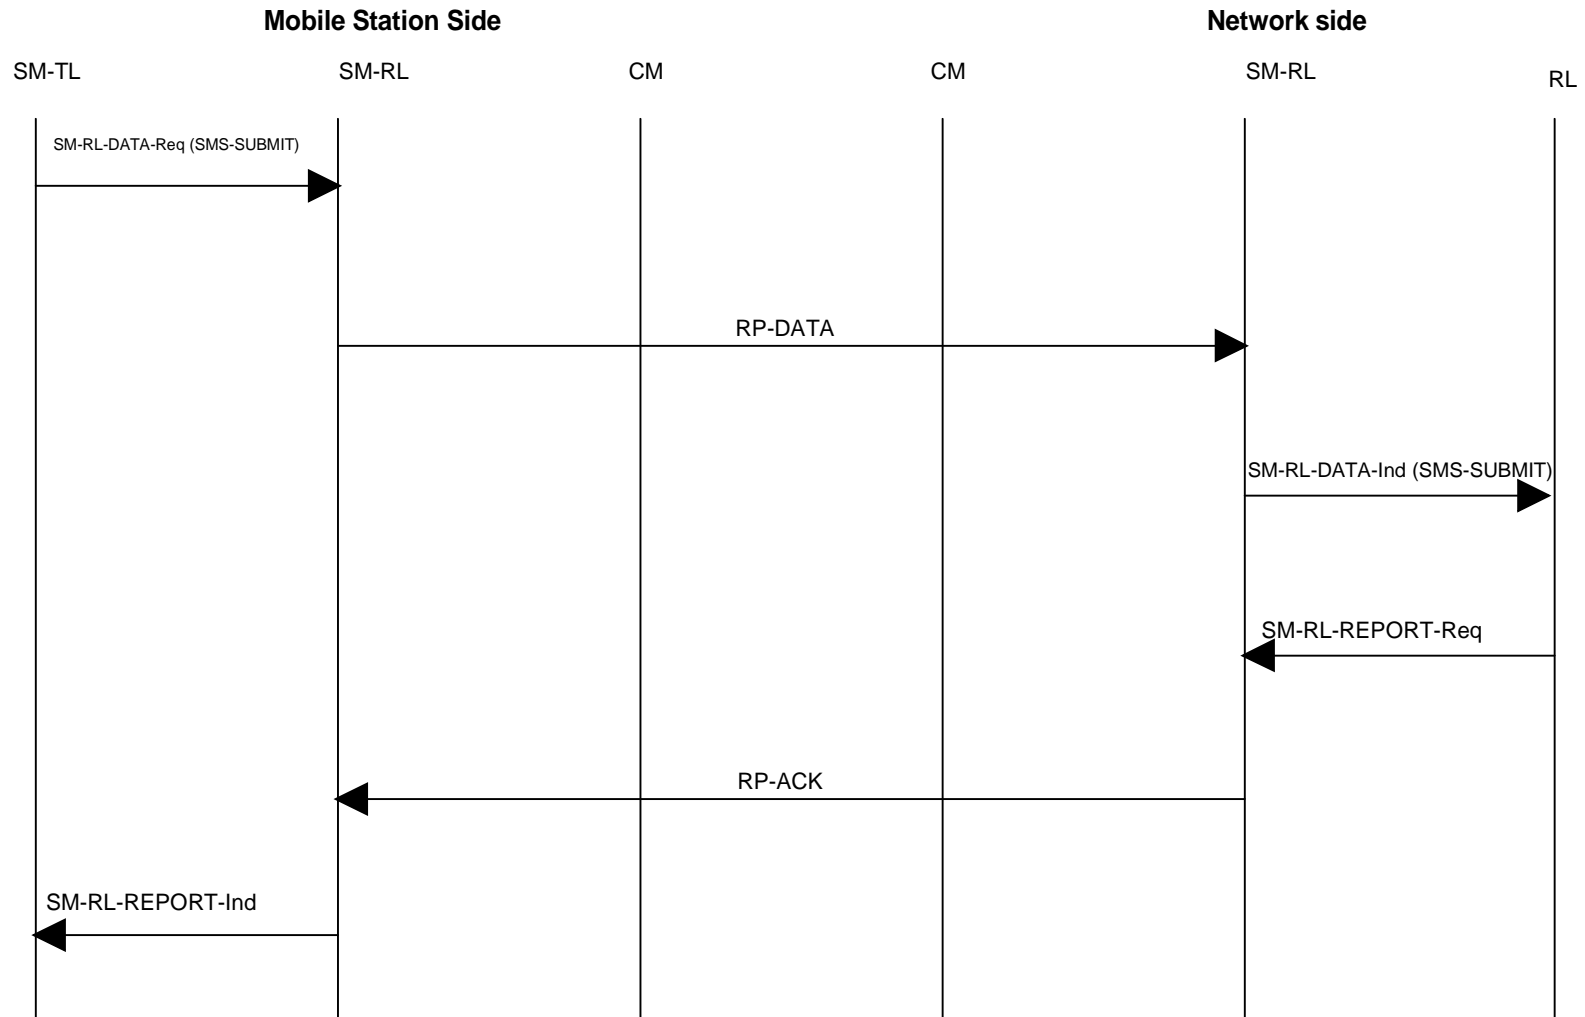 Mobile Station Side
Network side
SM-TL
SM-RL
CM
CM
SM-RL
RL
SM-RL-DATA-Req (SMS-SUBMIT)
RP-DATA
SM-RL-DATA-Ind (SMS-SUBMIT)
SM-RL-REPORT-Req
RP-ACK
SM-RL-REPORT-Ind